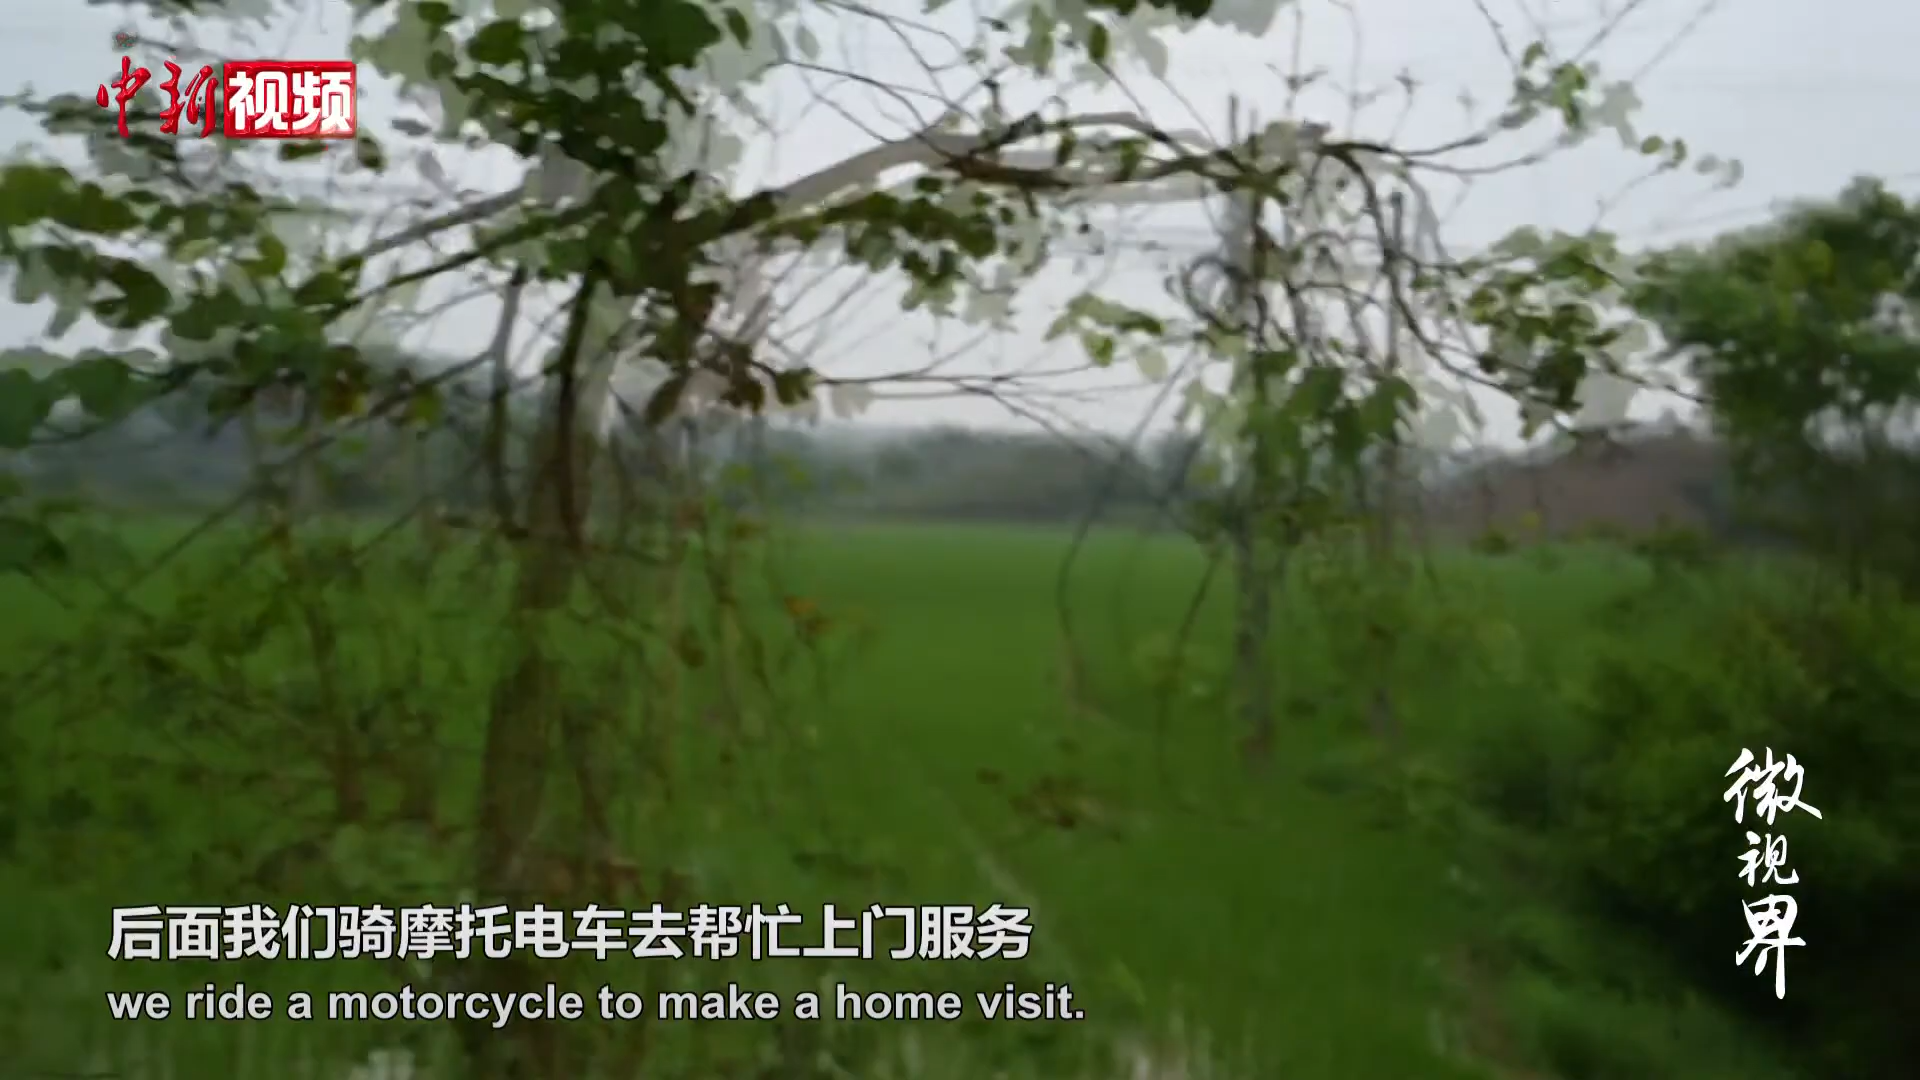 中新视频
后面我们骑摩托电车去帮忙上门服务
we ride a motorcycle to make a home visit.
微视界